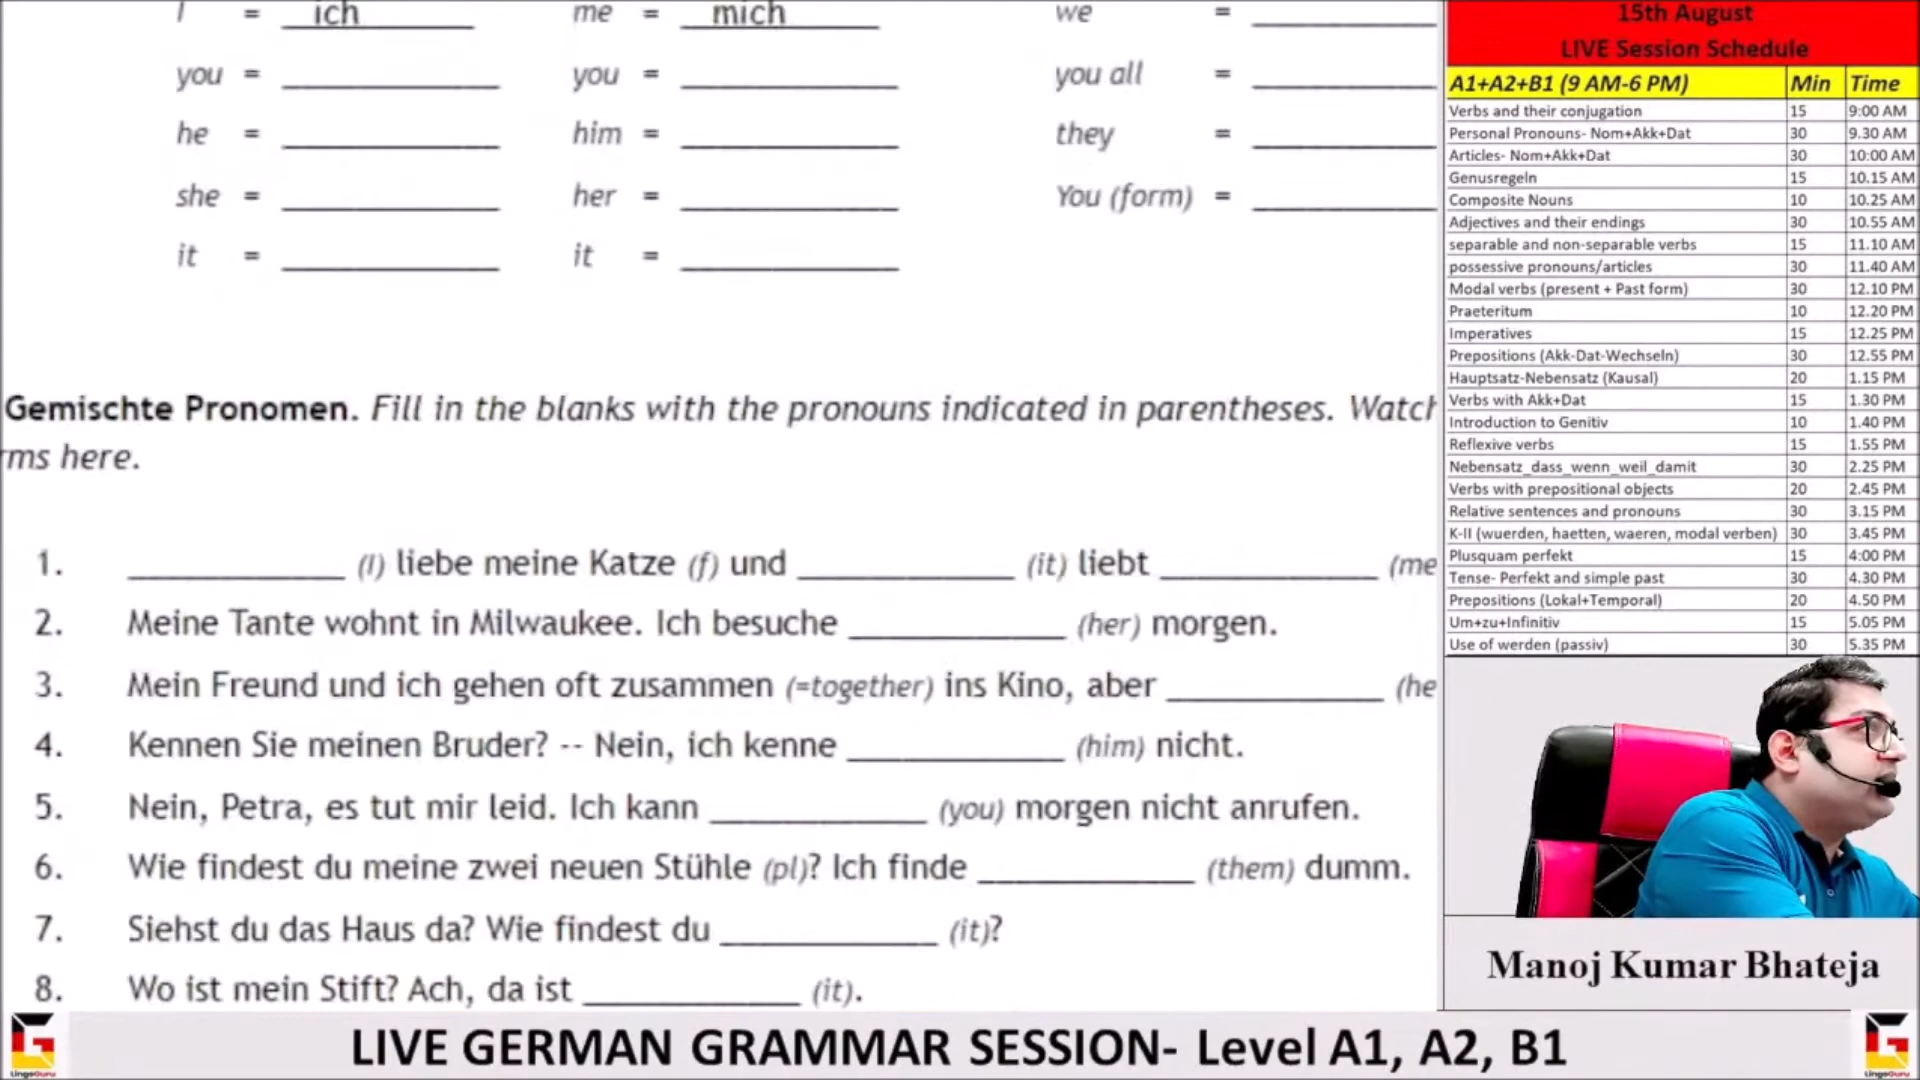 I = ich me = mich we =
you = you = you all =
he = him = they =
she = her = You (form) =
it = it =
Gemischte Pronomen. Fill in the blanks with the pronouns indicated in parentheses. Watch
rms here.
1. (I) liebe meine Katze (f) und (it) liebt (me
2. Meine Tante wohnt in Milwaukee. Ich besuche (her) morgen.
3. Mein Freund und ich gehen oft zusammen (=together) ins Kino, aber (he
4. Kennen Sie meinen Bruder? -- Nein, ich kenne (him) nicht.
5. Nein, Petra, es tut mir leid. Ich kann (you) morgen nicht anrufen.
6. Wie findest du meine zwei neuen Stühle (pl)? Ich finde (them) dumm.
7. Siehst du das Haus da? Wie findest du (it)?
8. Wo ist mein Stift? Ach, da ist (it).
15th August
LIVE Session Schedule
A1+A2+B1 (9 AM-6 PM) Min Time
Verbs and their conjugation 15 9:00 AM
Personal Pronouns- Nom+Akk+Dat 30 9.30 AM
Articles- Nom+Akk+Dat 30 10:00 AM
Genusregeln 15 10.15 AM
Composite Nouns 10 10.25 AM
Adjectives and their endings 30 10.55 AM
separable and non-separable verbs 15 11.10 AM
possessive pronouns/articles 30 11.40 AM
Modal verbs (present + Past form) 30 12.10 PM
Praeteritum 10 12.20 PM
Imperatives 15 12.25 PM
Prepositions (Akk-Dat-Wechseln) 30 12.55 PM
Hauptsatz-Nebensatz (Kausal) 20 1.15 PM
Verbs with Akk+Dat 15 1.30 PM
Introduction to Genitiv 10 1.40 PM
Reflexive verbs 15 1.55 PM
Nebensatz_dass_wenn_weil_damit 30 2.25 PM
Verbs with prepositional objects 20 2.45 PM
Relative sentences and pronouns 30 3.15 PM
K-II (wuerden, haetten, waeren, modal verben) 30 3.45 PM
Plusquam perfekt 15 4:00 PM
Tense- Perfekt and simple past 30 4.30 PM
Prepositions (Lokal+Temporal) 20 4.50 PM
Um+zu+Infinitiv 15 5.05 PM
Use of werden (passiv) 30 5.35 PM
Manoj Kumar Bhateja
LingoGuru
LIVE GERMAN GRAMMAR SESSION- Level A1, A2, B1
LingoGuru